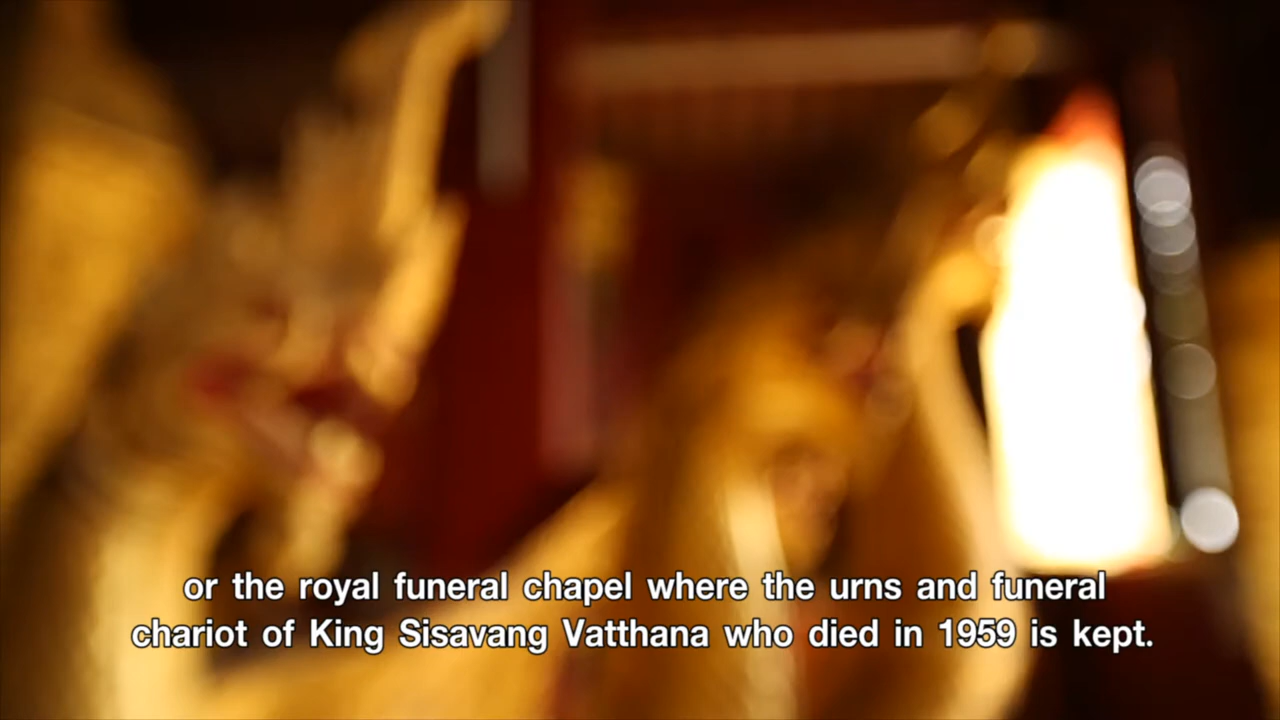 or the royal funeral chapel where the urns and funeral
chariot of King Sisavang Vatthana who died in 1959 is kept.